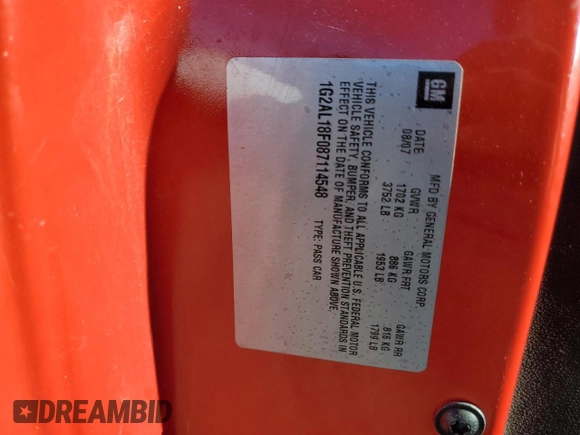 GM
MFD BY GENERAL MOTORS CORP.
DATE GVWR GAWR FRT GAWR RR
08/07 1702 KG 886 KG 816 KG
3752 LB 1953 LB 1799 LB
THIS VEHICLE CONFORMS TO ALL APPLICABLE U.S. FEDERAL MOTOR
VEHICLE SAFETY, BUMPER, AND THEFT PREVENTION STANDARDS IN
EFFECT ON THE DATE OF MANUFACTURE SHOWN ABOVE.
1G2AL18F087114548 TYPE: PASS CAR
DREAMBID